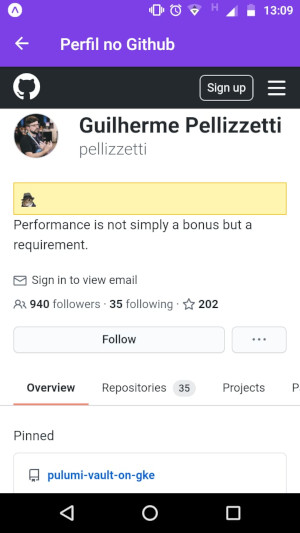 H 13:09
Perfil no Github
Sign up
Guilherme Pellizzetti
pellizzetti
Performance is not simply a bonus but a
requirement.
Sign in to view email
940 followers · 35 following · 202
Follow
...
Overview Repositories 35 Projects P
Pinned
pulumi-vault-on-gke